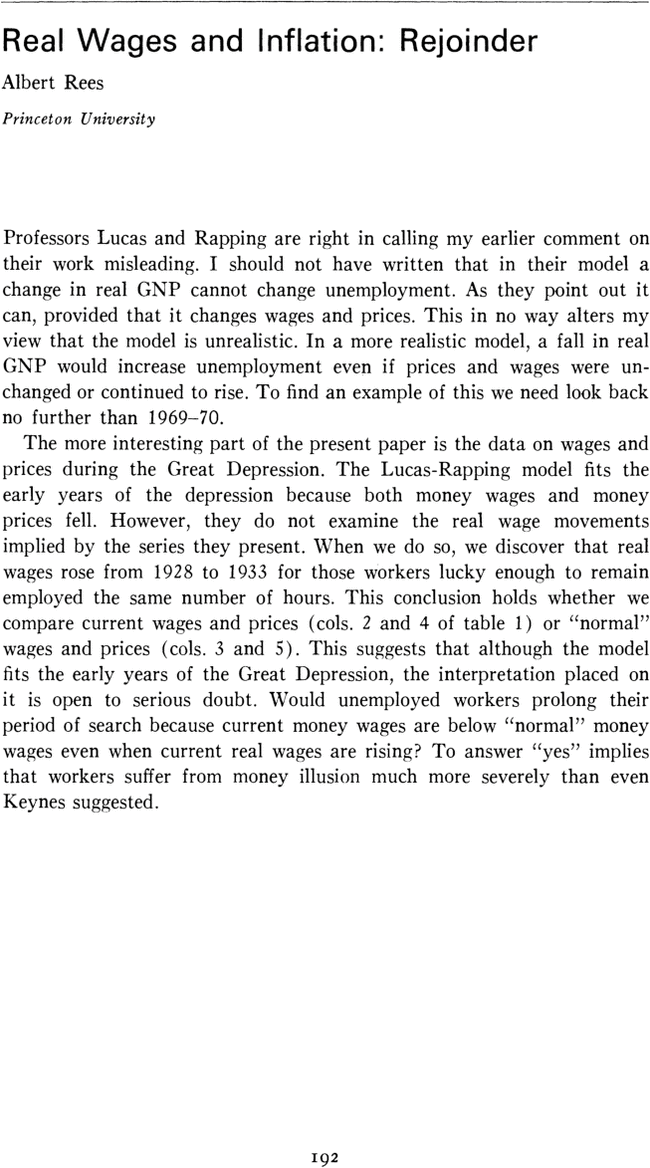 Real Wages and Inflation: Rejoinder
Albert Rees
Princeton University
Professors Lucas and Rapping are right in calling my earlier comment on
their work misleading. I should not have written that in their model a
change in real GNP cannot change unemployment. As they point out it
can, provided that it changes wages and prices. This in no way alters my
view that the model is unrealistic. In a more realistic model, a fall in real
GNP would increase unemployment even if prices and wages were un-
changed or continued to rise. To find an example of this we need look back
no further than 1969–70.
The more interesting part of the present paper is the data on wages and
prices during the Great Depression. The Lucas-Rapping model fits the
early years of the depression because both money wages and money
prices fell. However, they do not examine the real wage movements
implied by the series they present. When we do so, we discover that real
wages rose from 1928 to 1933 for those workers lucky enough to remain
employed the same number of hours. This conclusion holds whether we
compare current wages and prices (cols. 2 and 4 of table 1) or “normal”
wages and prices (cols. 3 and 5). This suggests that although the model
fits the early years of the Great Depression, the interpretation placed on
it is open to serious doubt. Would unemployed workers prolong their
period of search because current money wages are below “normal” money
wages even when current real wages are rising? To answer “yes” implies
that workers suffer from money illusion much more severely than even
Keynes suggested.
192